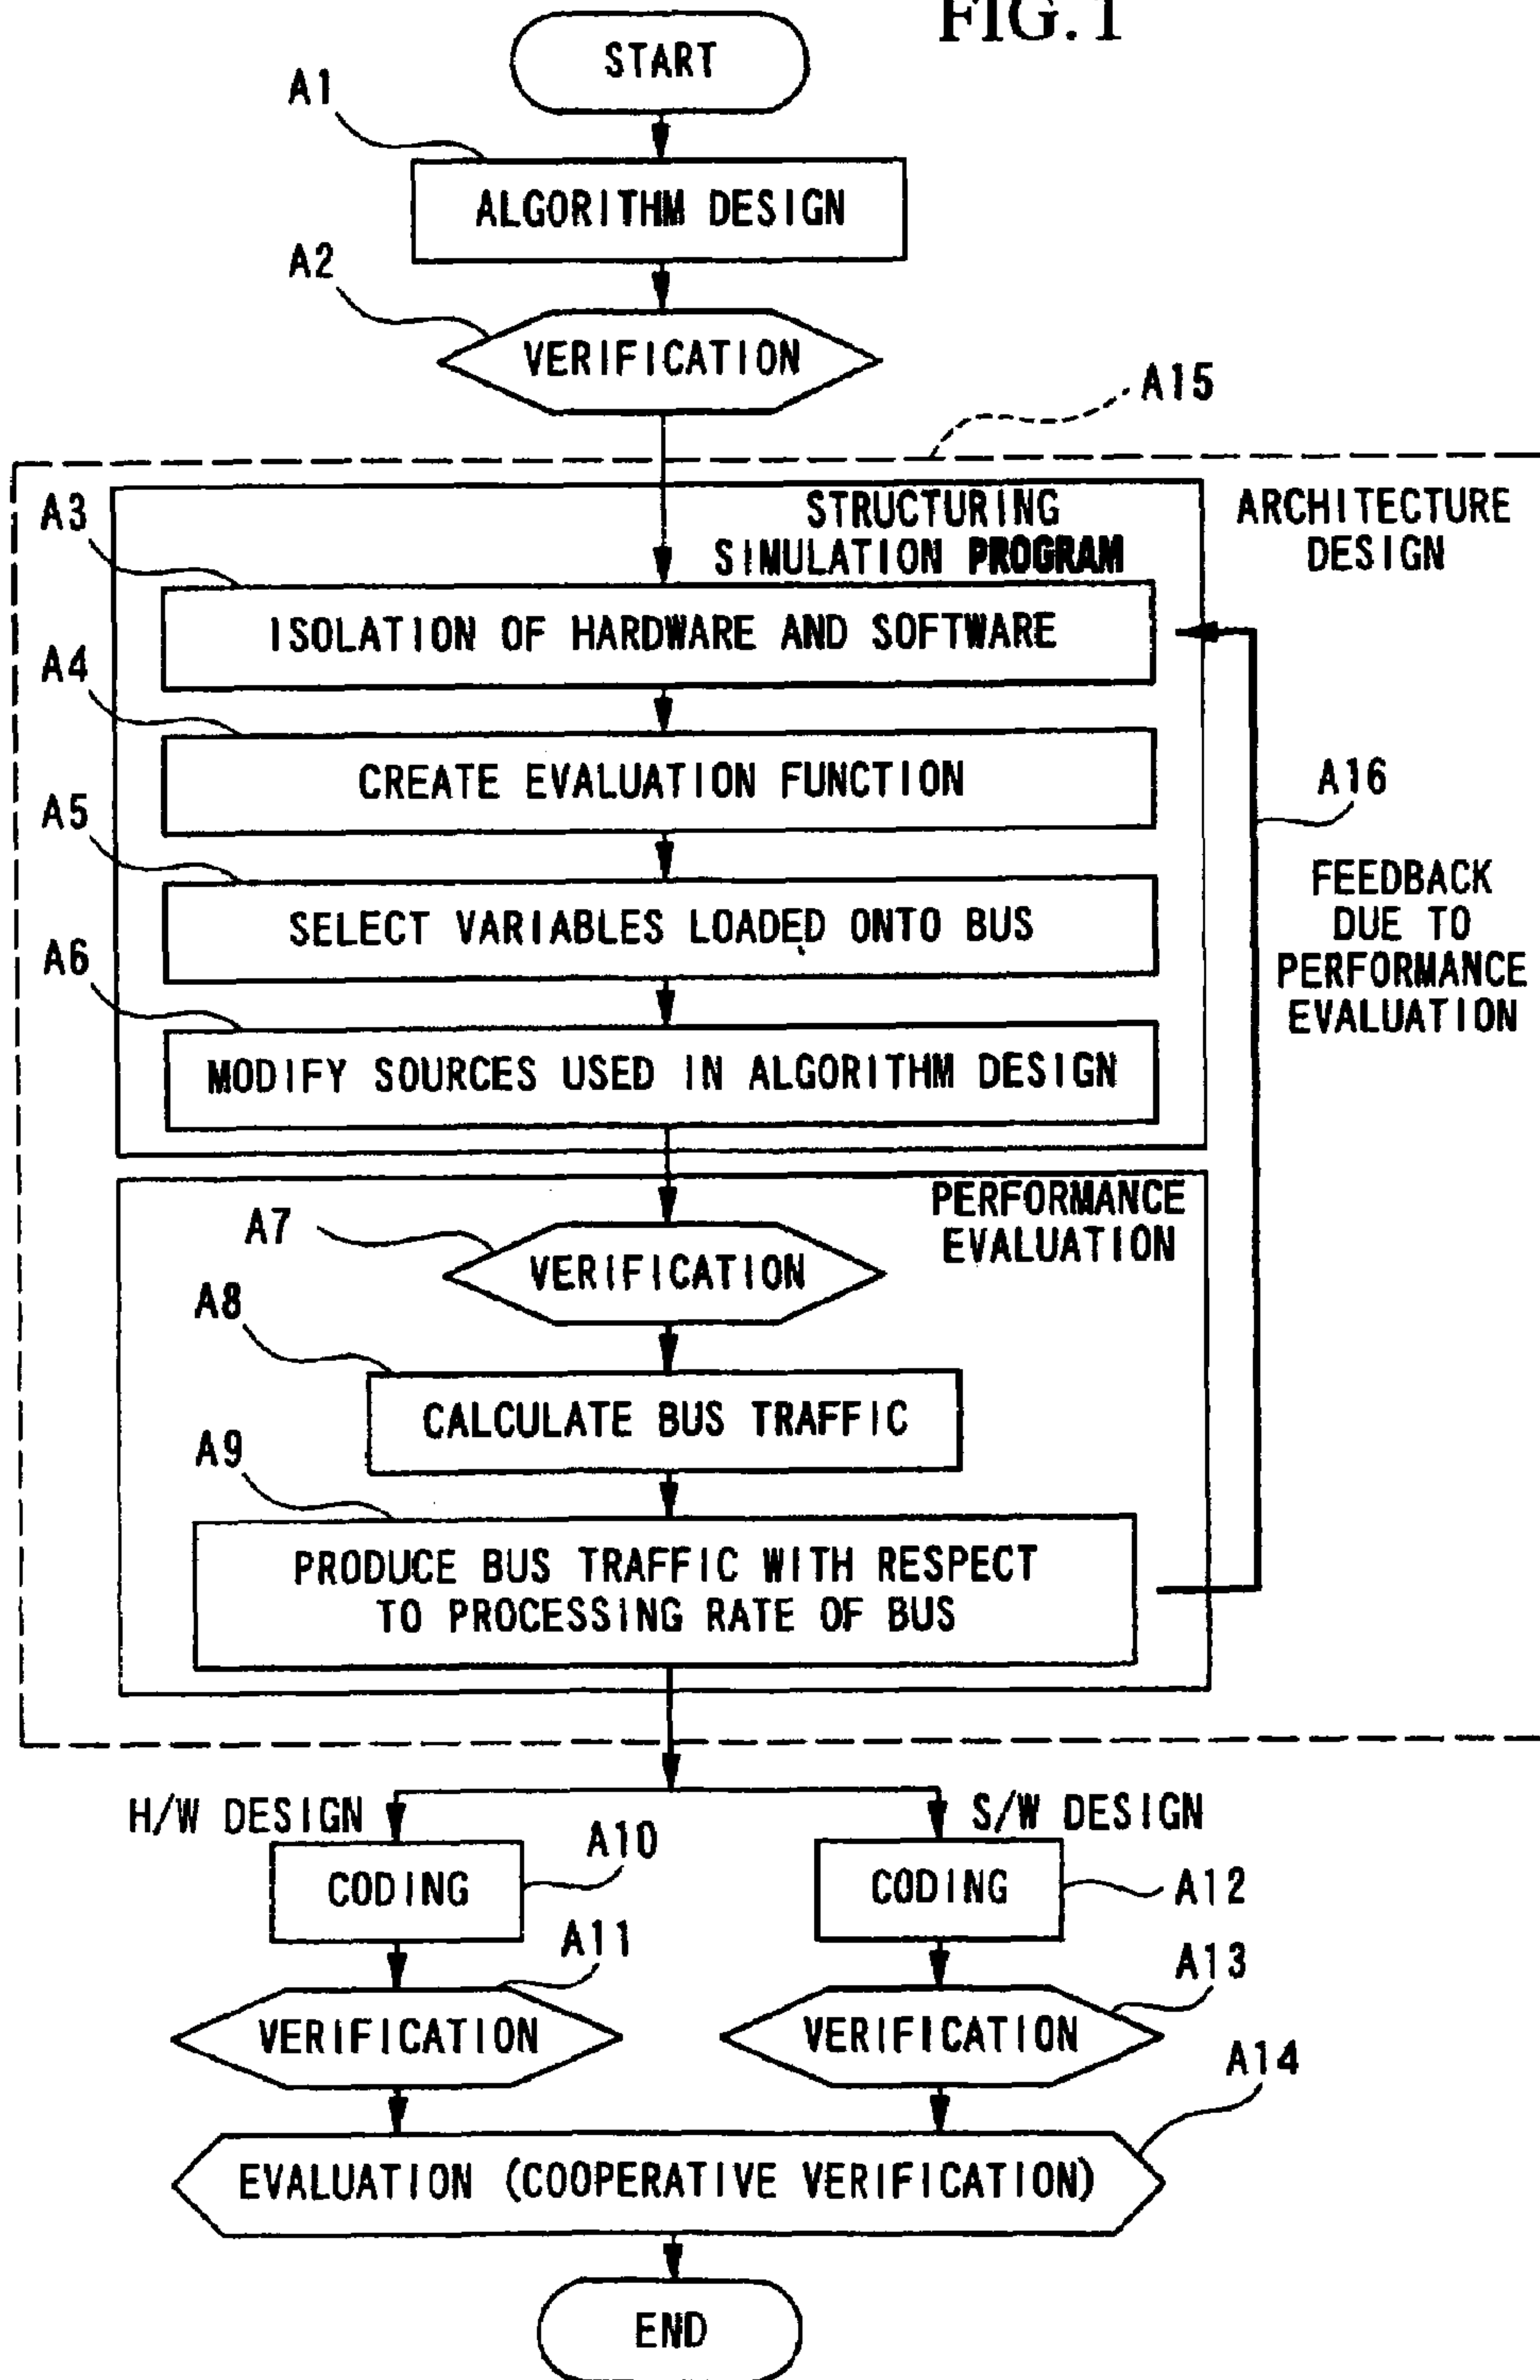 FIG. 1
START
A1
ALGORITHM DESIGN
A2
VERIFICATION
A15
STRUCTURING
SIMULATION PROGRAM
ARCHITECTURE
DESIGN
A3
ISOLATION OF HARDWARE AND SOFTWARE
A4
CREATE EVALUATION FUNCTION
A16
A5
SELECT VARIABLES LOADED ONTO BUS
FEEDBACK
DUE TO
PERFORMANCE
EVALUATION
A6
MODIFY SOURCES USED IN ALGORITHM DESIGN
PERFORMANCE
EVALUATION
A7
VERIFICATION
A8
CALCULATE BUS TRAFFIC
A9
PRODUCE BUS TRAFFIC WITH RESPECT
TO PROCESSING RATE OF BUS
H/W DESIGN
S/W DESIGN
A10
CODING
CODING
A12
A11
A13
VERIFICATION
VERIFICATION
A14
EVALUATION (COOPERATIVE VERIFICATION)
END